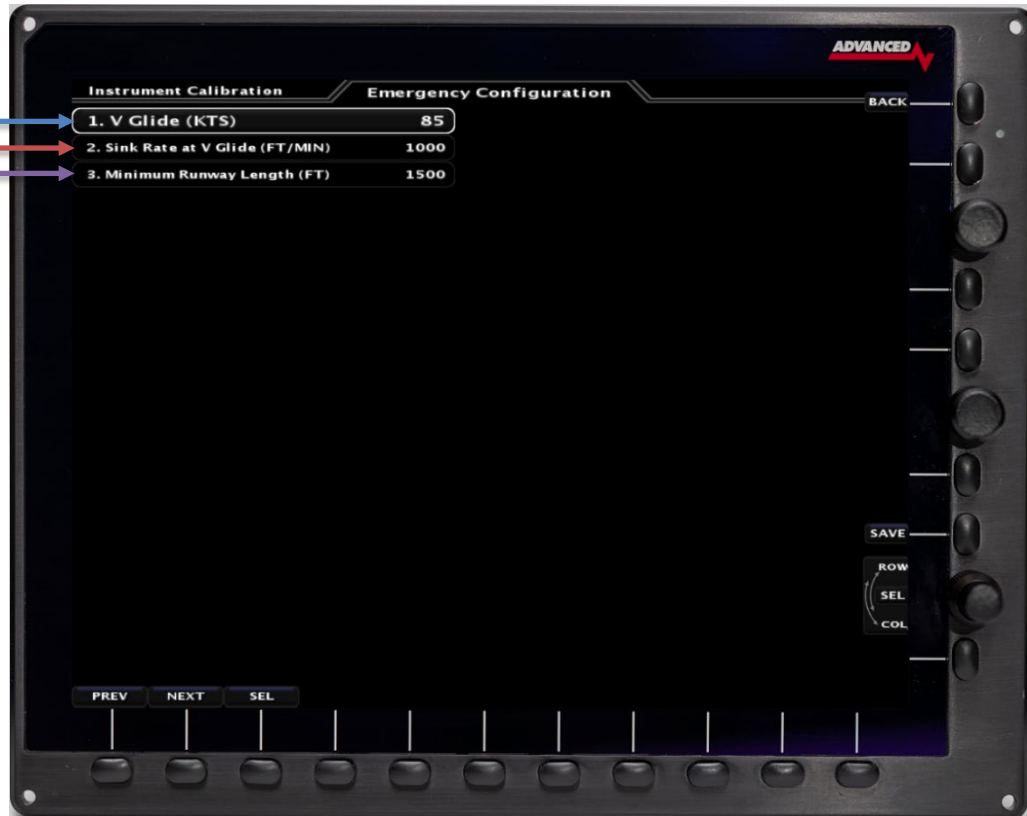 ADVANCED
Instrument Calibration
Emergency Configuration
BACK
1. V Glide (KTS) 85
2. Sink Rate at V Glide (FT/MIN) 1000
3. Minimum Runway Length (FT) 1500
SAVE
ROW
SEL
COL
PREV NEXT SEL